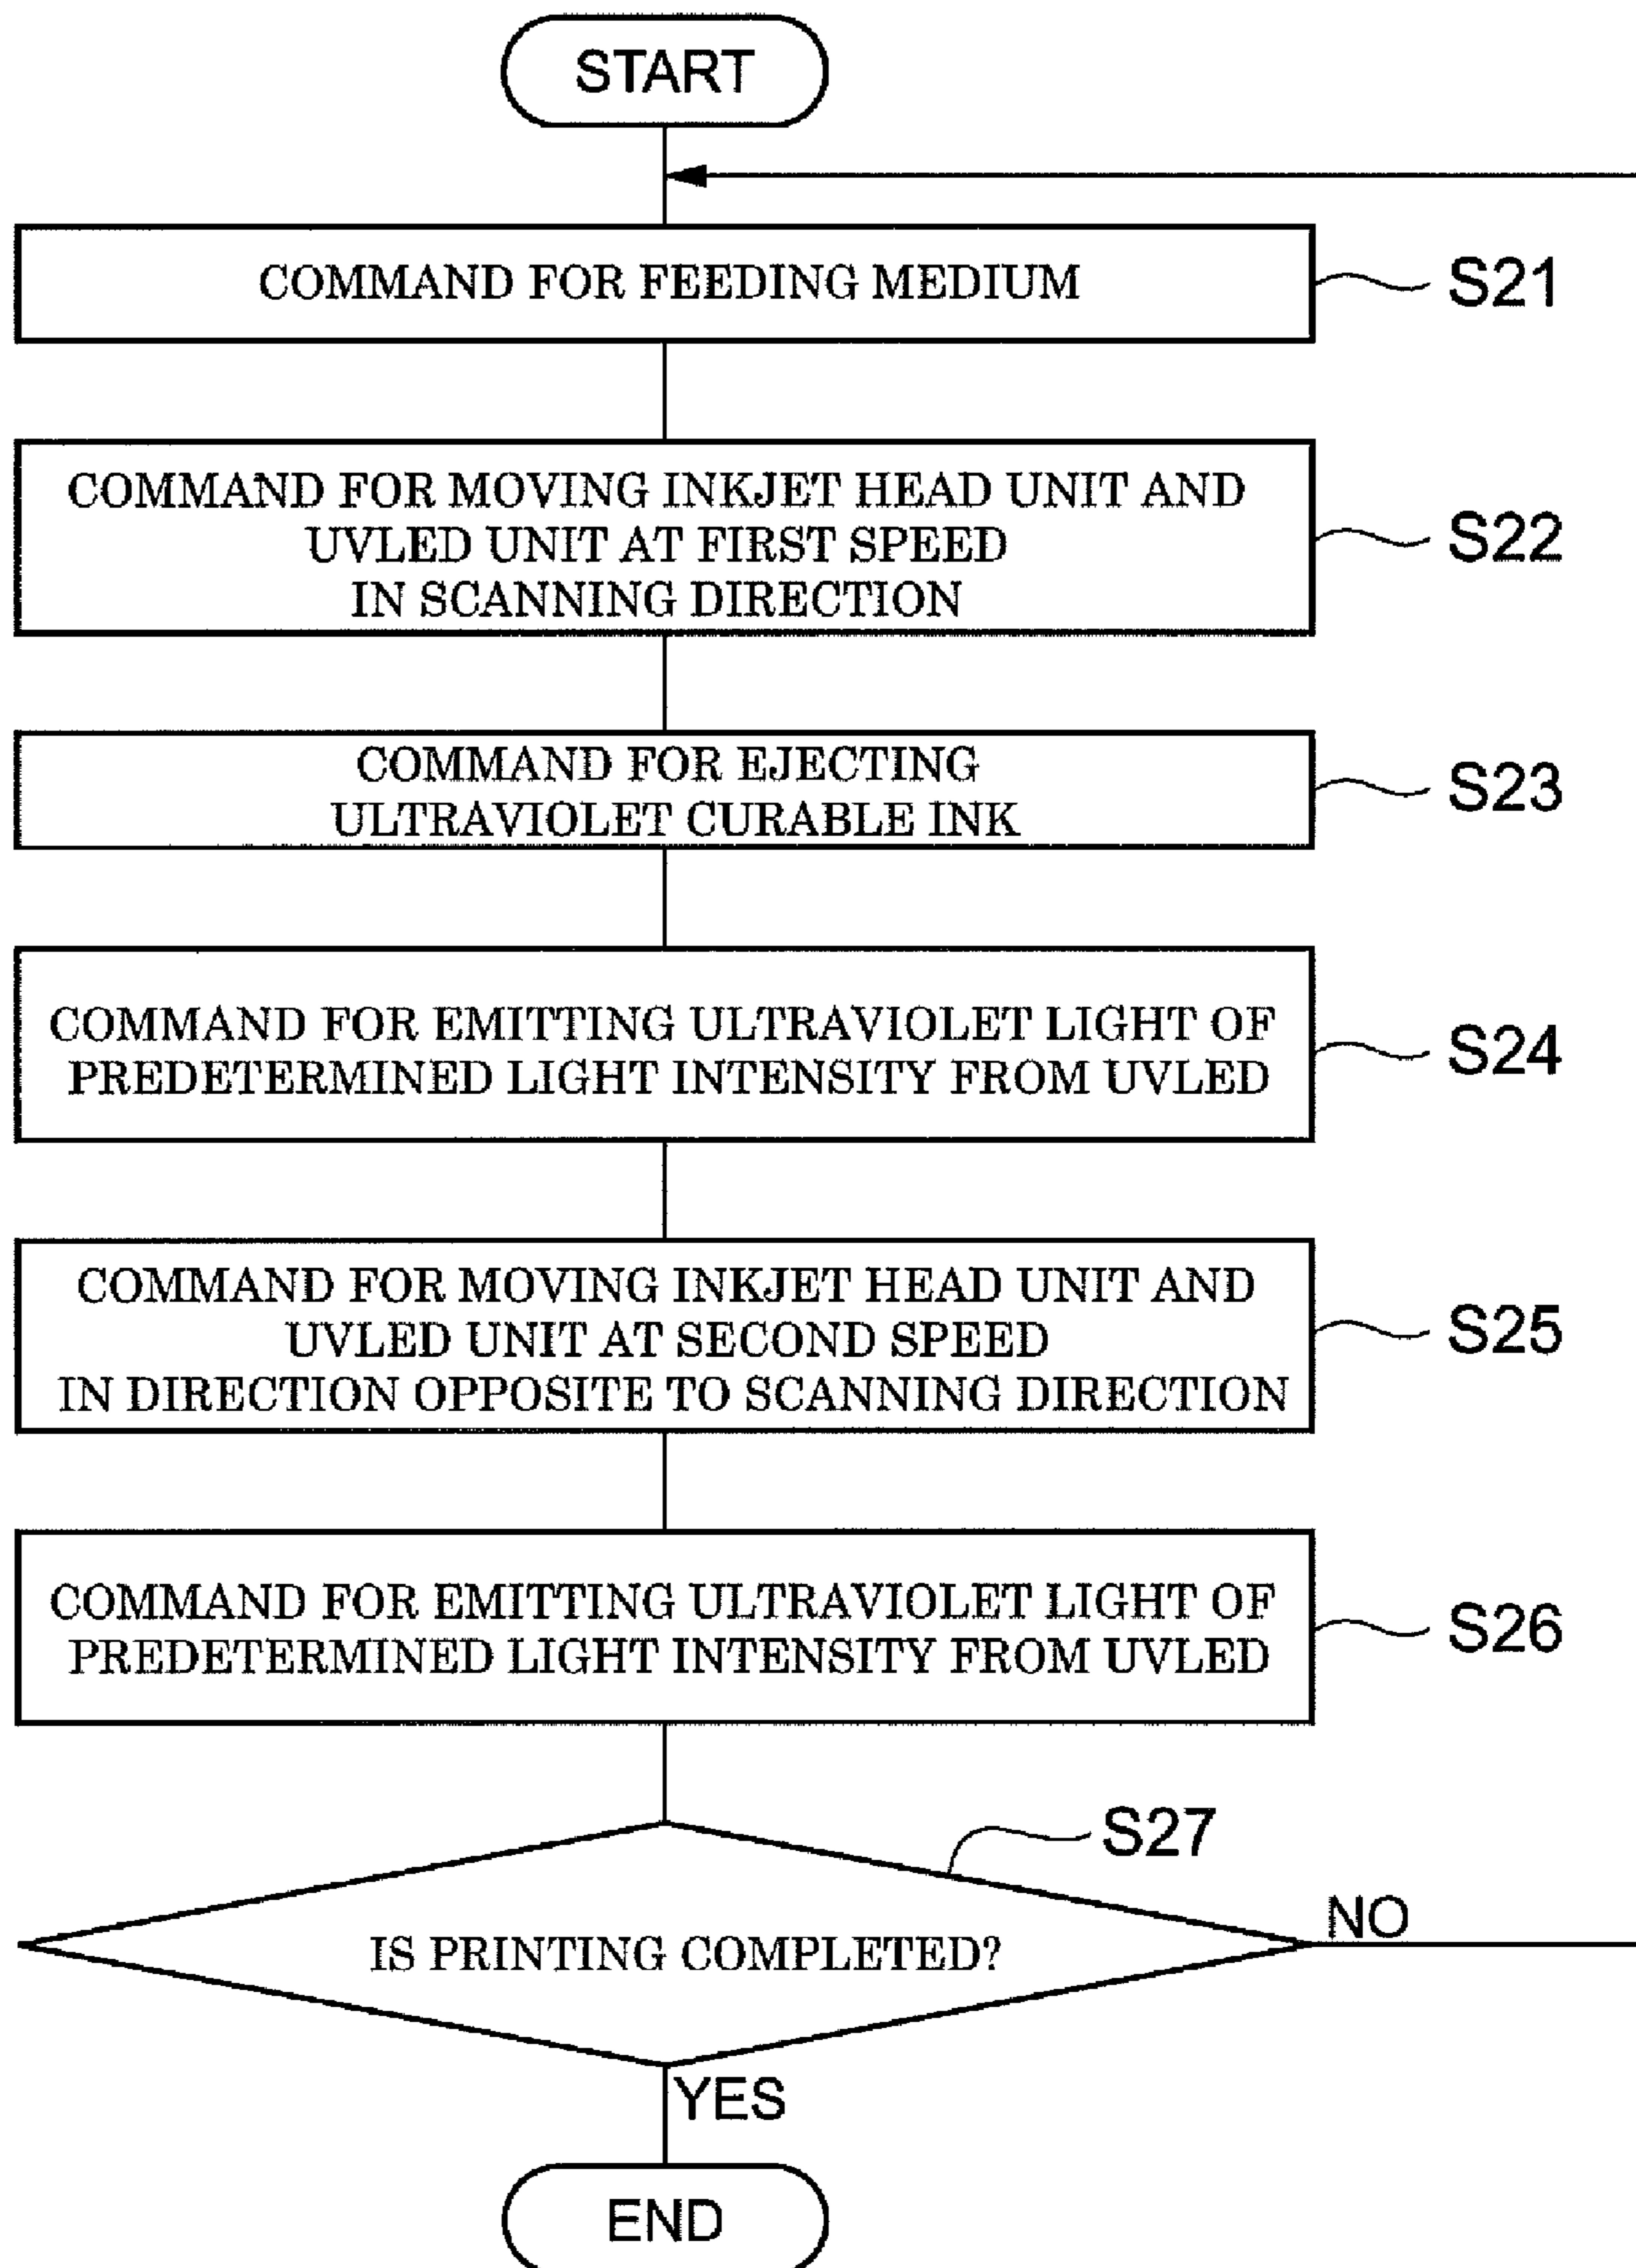 START
COMMAND FOR FEEDING MEDIUM
S21
COMMAND FOR MOVING INKJET HEAD UNIT AND
UVLED UNIT AT FIRST SPEED
IN SCANNING DIRECTION
S22
COMMAND FOR EJECTING
ULTRAVIOLET CURABLE INK
S23
COMMAND FOR EMITTING ULTRAVIOLET LIGHT OF
PREDETERMINED LIGHT INTENSITY FROM UVLED
S24
COMMAND FOR MOVING INKJET HEAD UNIT AND
UVLED UNIT AT SECOND SPEED
IN DIRECTION OPPOSITE TO SCANNING DIRECTION
S25
COMMAND FOR EMITTING ULTRAVIOLET LIGHT OF
PREDETERMINED LIGHT INTENSITY FROM UVLED
S26
S27
IS PRINTING COMPLETED?
NO
YES
END